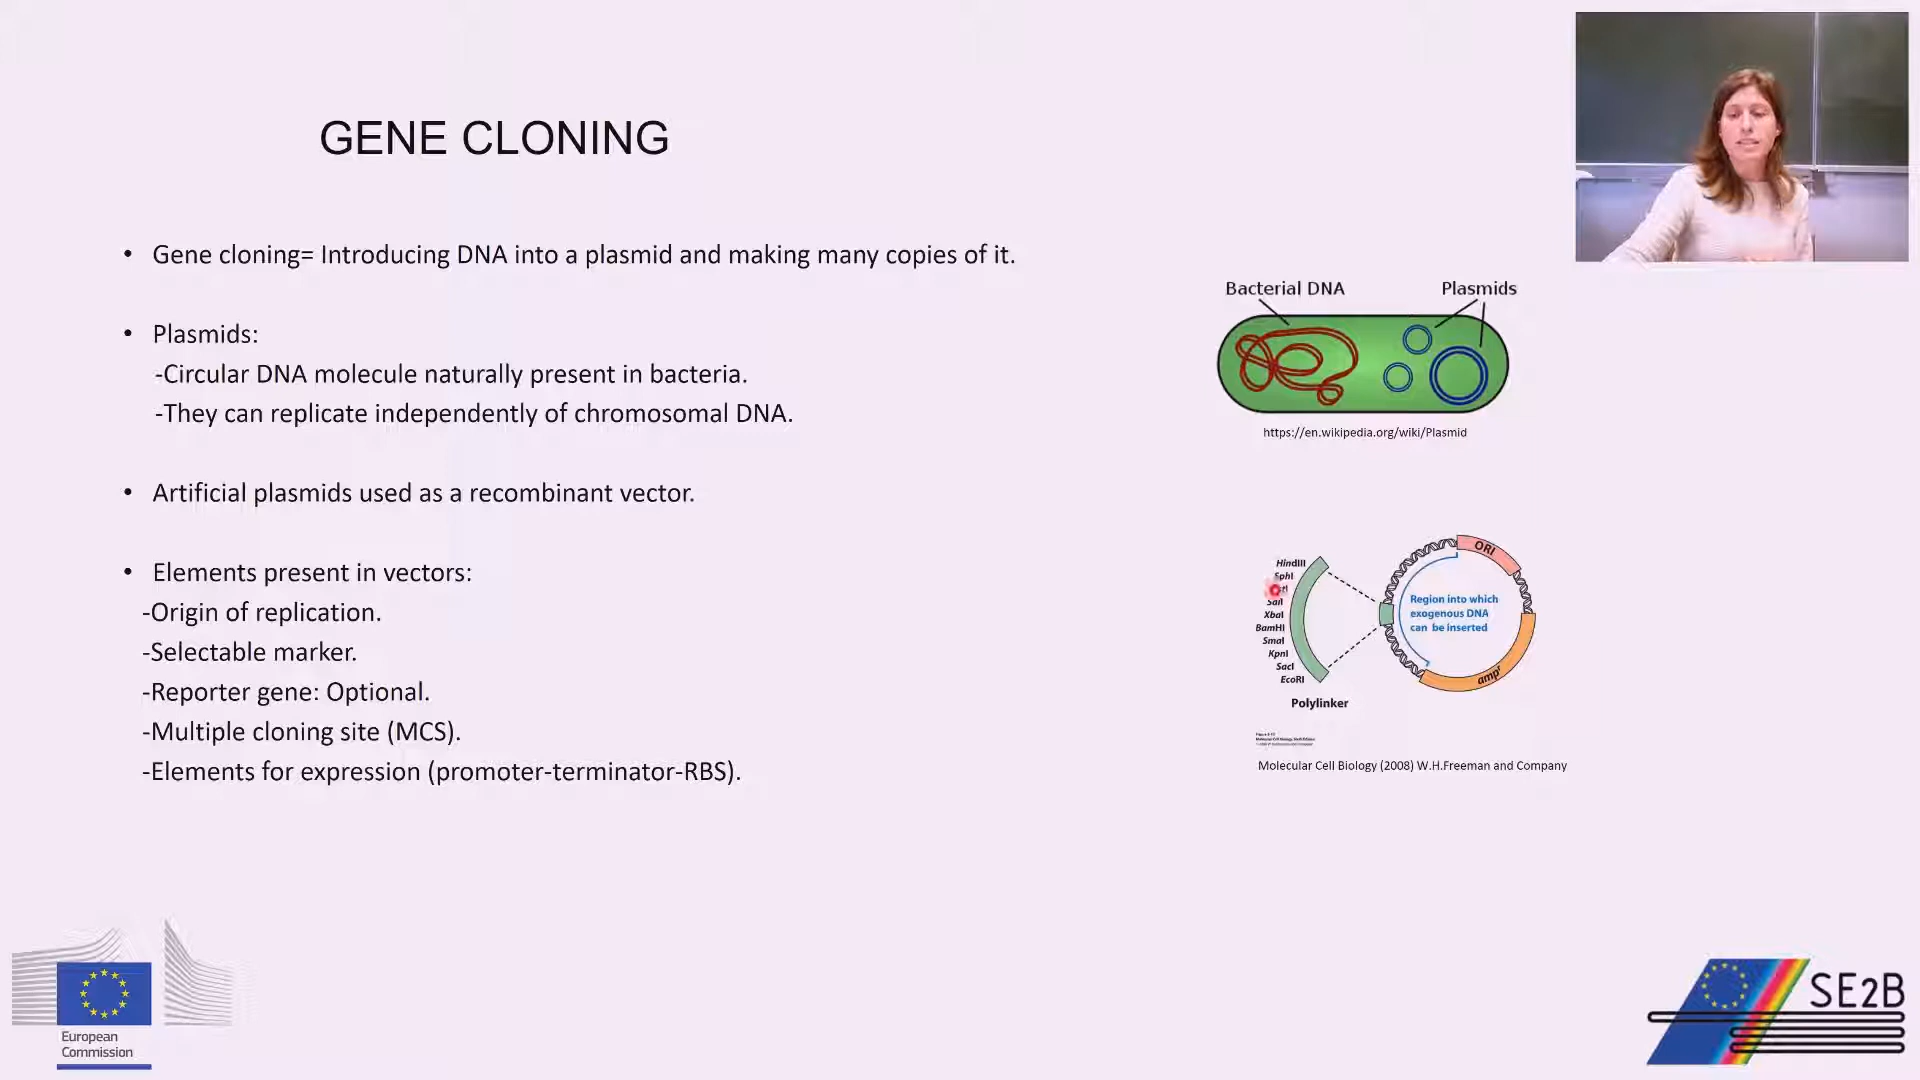 GENE CLONING
• Gene cloning= Introducing DNA into a plasmid and making many copies of it.
• Plasmids:
-Circular DNA molecule naturally present in bacteria.
-They can replicate independently of chromosomal DNA.
• Artificial plasmids used as a recombinant vector.
• Elements present in vectors:
-Origin of replication.
-Selectable marker.
-Reporter gene: Optional.
-Multiple cloning site (MCS).
-Elements for expression (promoter-terminator-RBS).
Bacterial DNA
Plasmids
https://en.wikipedia.org/wiki/Plasmid
HindIII
SphI
SalI
XbaI
BamHI
SmaI
KpnI
SacI
EcoRI
Polylinker
ORI
Region into which
exogenous DNA
can be inserted
ampʳ
Molecular Cell Biology (2008) W.H.Freeman and Company
European
Commission
SE2B